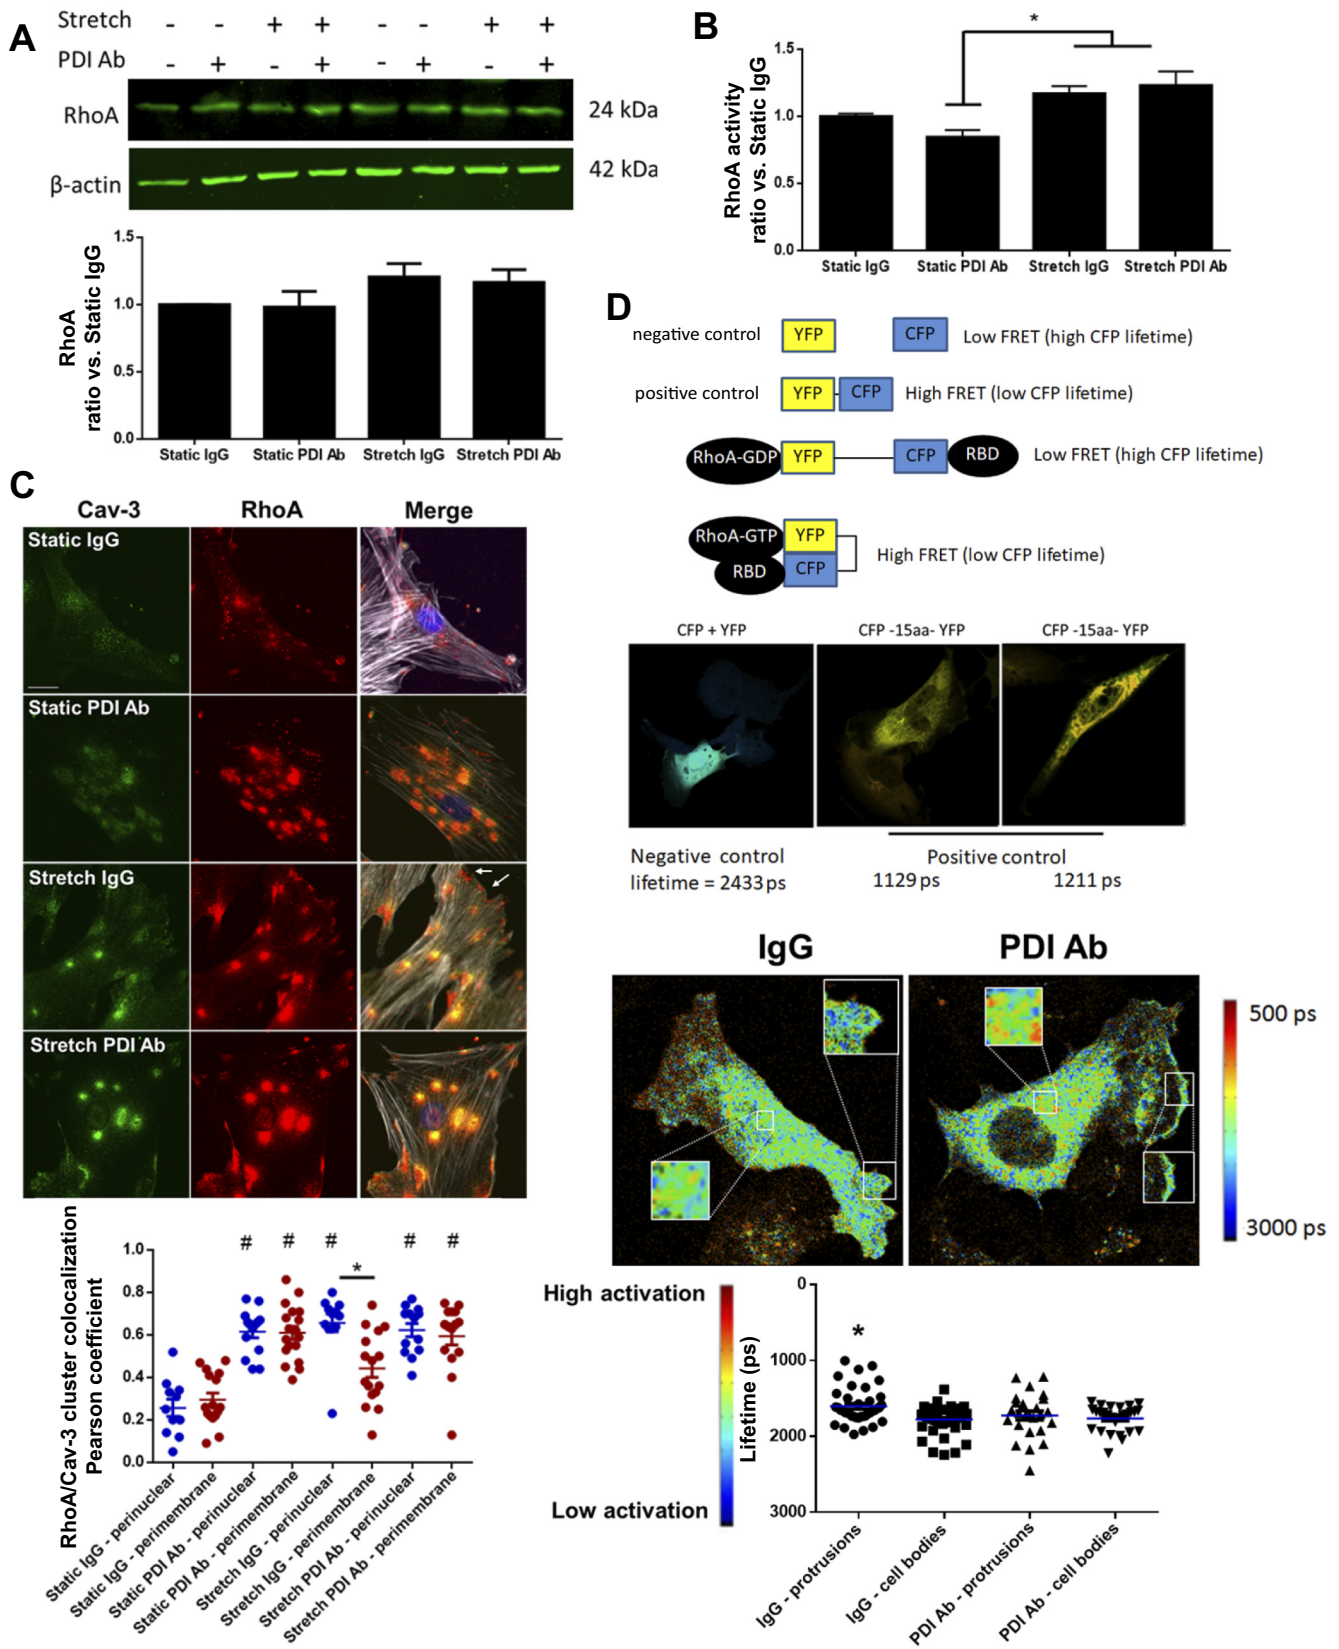 A
Stretch - - + + - - + +
PDI Ab - + - + - + - +
RhoA
24 kDa
β-actin
42 kDa
RhoA
ratio vs. Static IgG
1.5
1.0
0.5
0.0
Static IgG Static PDI Ab Stretch IgG Stretch PDI Ab
B
*
RhoA activity
ratio vs. Static IgG
1.5
1.0
0.5
0.0
Static IgG Static PDI Ab Stretch IgG Stretch PDI Ab
C
Cav-3 RhoA Merge
Static IgG
Static PDI Ab
Stretch IgG
Stretch PDI Ab
RhoA/Cav-3 cluster colocalization
Pearson coefficient
1.0
0.8
0.6
0.4
0.2
0.0
# # # * # #
Static IgG - perinuclear
Static IgG - perimembrane
Static PDI Ab - perinuclear
Static PDI Ab - perimembrane
Stretch IgG - perinuclear
Stretch IgG - perimembrane
Stretch PDI Ab - perinuclear
Stretch PDI Ab - perimembrane
D
negative control YFP CFP Low FRET (high CFP lifetime)
positive control YFP CFP High FRET (low CFP lifetime)
RhoA-GDP YFP CFP RBD Low FRET (high CFP lifetime)
RhoA-GTP YFP
RBD CFP
High FRET (low CFP lifetime)
CFP + YFP CFP -15aa- YFP CFP -15aa- YFP
Negative control
lifetime = 2433 ps
Positive control
1129 ps 1211 ps
IgG PDI Ab
500 ps
3000 ps
High activation
Low activation
Lifetime (ps)
0
1000
2000
3000
*
IgG - protrusions
IgG - cell bodies
PDI Ab - protrusions
PDI Ab - cell bodies